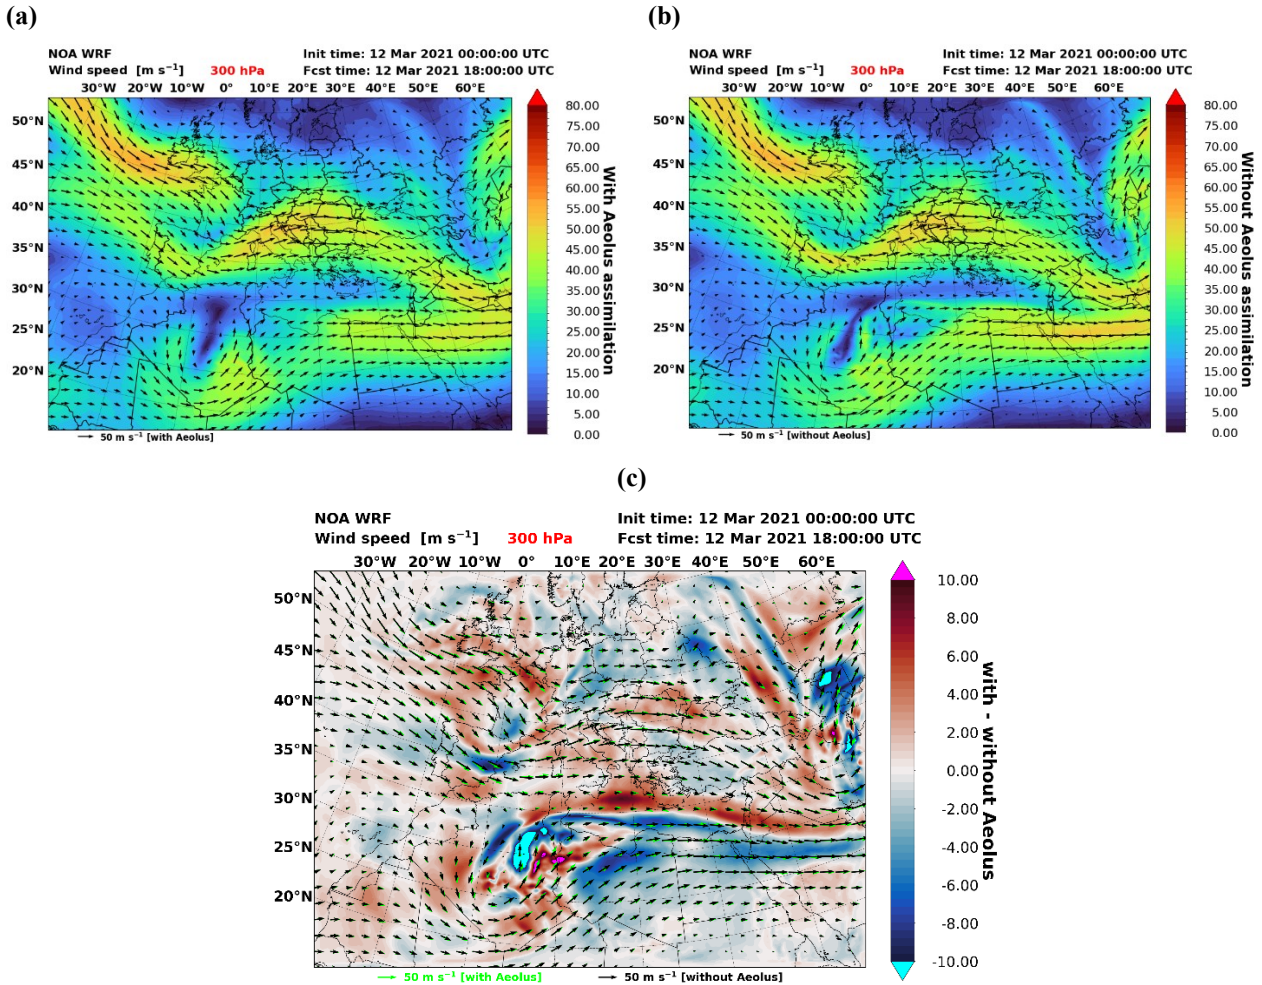 (a)
NOA WRF
Init time: 12 Mar 2021 00:00:00 UTC
Wind speed [m s⁻¹] 300 hPa
Fcst time: 12 Mar 2021 18:00:00 UTC
30°W 20°W 10°W 0° 10°E 20°E 30°E 40°E 50°E 60°E
50°N
45°N
40°N
35°N
30°N
25°N
20°N
80.00
75.00
70.00
65.00
60.00
55.00
50.00
45.00
40.00
35.00
30.00
25.00
20.00
15.00
10.00
5.00
0.00
With Aeolus assimilation
50 m s⁻¹ [with Aeolus]
(b)
NOA WRF
Init time: 12 Mar 2021 00:00:00 UTC
Wind speed [m s⁻¹] 300 hPa
Fcst time: 12 Mar 2021 18:00:00 UTC
30°W 20°W 10°W 0° 10°E 20°E 30°E 40°E 50°E 60°E
50°N
45°N
40°N
35°N
30°N
25°N
20°N
80.00
75.00
70.00
65.00
60.00
55.00
50.00
45.00
40.00
35.00
30.00
25.00
20.00
15.00
10.00
5.00
0.00
Without Aeolus assimilation
50 m s⁻¹ [without Aeolus]
(c)
NOA WRF
Init time: 12 Mar 2021 00:00:00 UTC
Wind speed [m s⁻¹] 300 hPa
Fcst time: 12 Mar 2021 18:00:00 UTC
30°W 20°W 10°W 0° 10°E 20°E 30°E 40°E 50°E 60°E
50°N
45°N
40°N
35°N
30°N
25°N
20°N
10.00
8.00
6.00
4.00
2.00
0.00
-2.00
-4.00
-6.00
-8.00
-10.00
with - without Aeolus
50 m s⁻¹ [with Aeolus]
50 m s⁻¹ [without Aeolus]